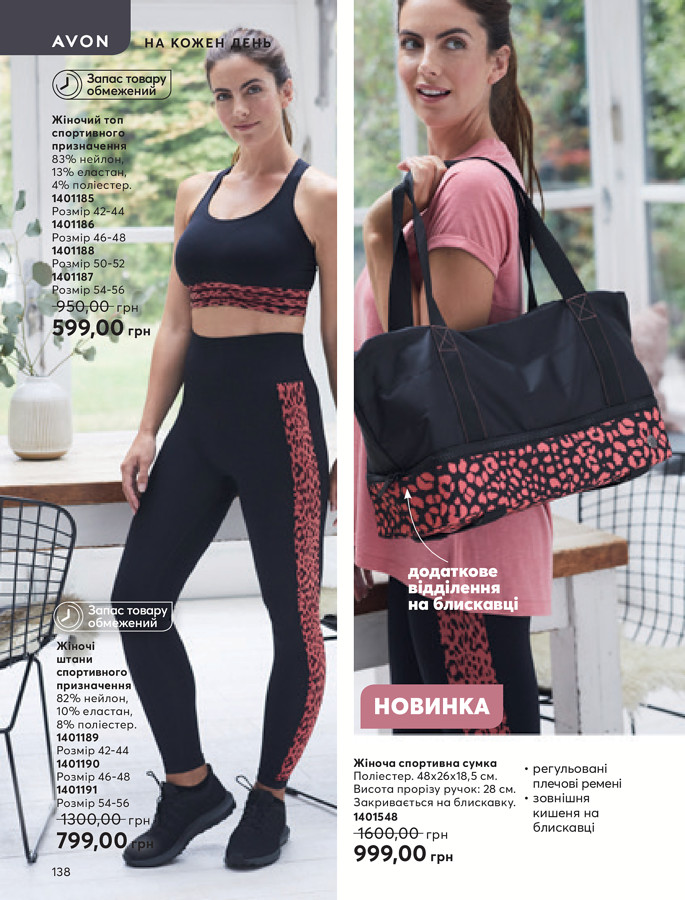 AVON
НА КОЖЕН ДЕНЬ
Запас товару
обмежений
Жіночий топ
спортивного
призначення
83% нейлон,
13% еластан,
4% поліестер.
1401185
Розмір 42-44
1401186
Розмір 46-48
1401188
Розмір 50-52
1401187
Розмір 54-56
950,00 грн
599,00 грн
Запас товару
обмежений
Жіночі
штани
спортивного
призначення
82% нейлон,
10% еластан,
8% поліестер.
1401189
Розмір 42-44
1401190
Розмір 46-48
1401191
Розмір 54-56
1300,00 грн
799,00 грн
138
додаткове
відділення
на блискавці
НОВИНКА
Жіноча спортивна сумка
Поліестер. 48х26х18,5 см.
Висота прорізу ручок: 28 см.
Закривається на блискавку.
1401548
1600,00 грн
999,00 грн
• регульовані
плечові ремені
• зовнішня
кишеня на
блискавці